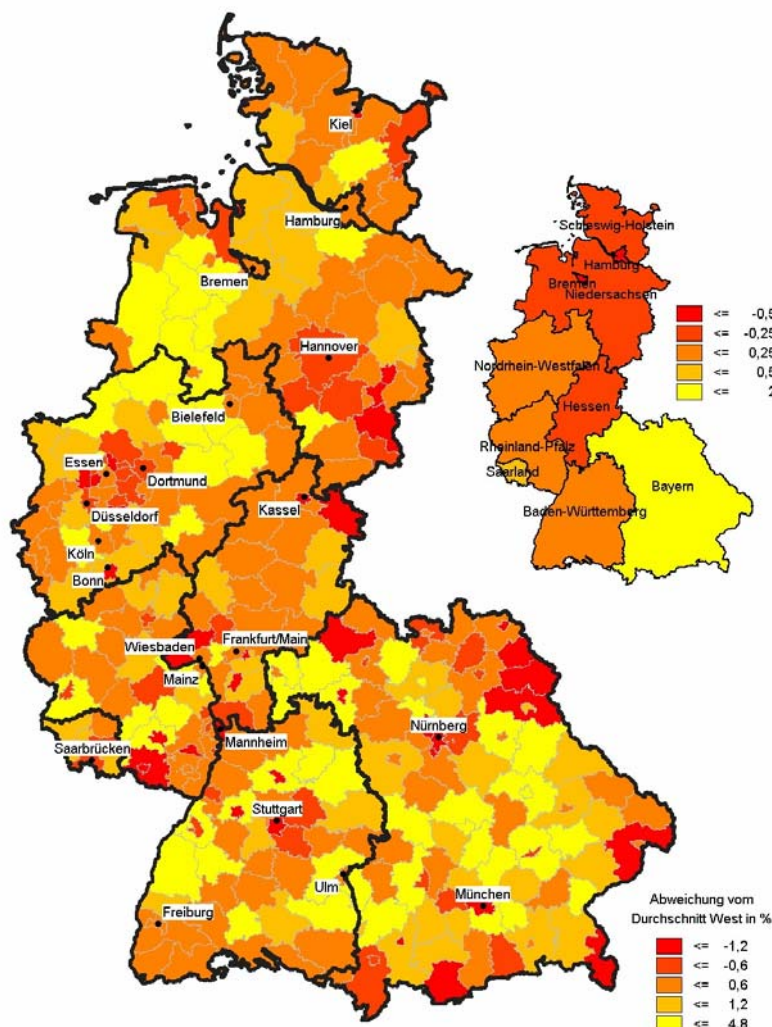 Kiel
Hamburg
Bremen
Hannover
Bielefeld
Essen
Dortmund
Düsseldorf
Kassel
Köln
Bonn
Wiesbaden
Frankfurt/Main
Mainz
Nürnberg
Saarbrücken
Mannheim
Stuttgart
Ulm
Freiburg
München
Schleswig-Holstein
Hamburg
Bremen
Niedersachsen
Nordrhein-Westfalen
Hessen
Rheinland-Pfalz
Saarland
Bayern
Baden-Württemberg
<= -0,5
<= -0,25
<= 0,25
<= 0,5
<= 2
Abweichung vom
Durchschnitt West in %
<= -1,2
<= -0,6
<= 0,6
<= 1,2
<= 4,8